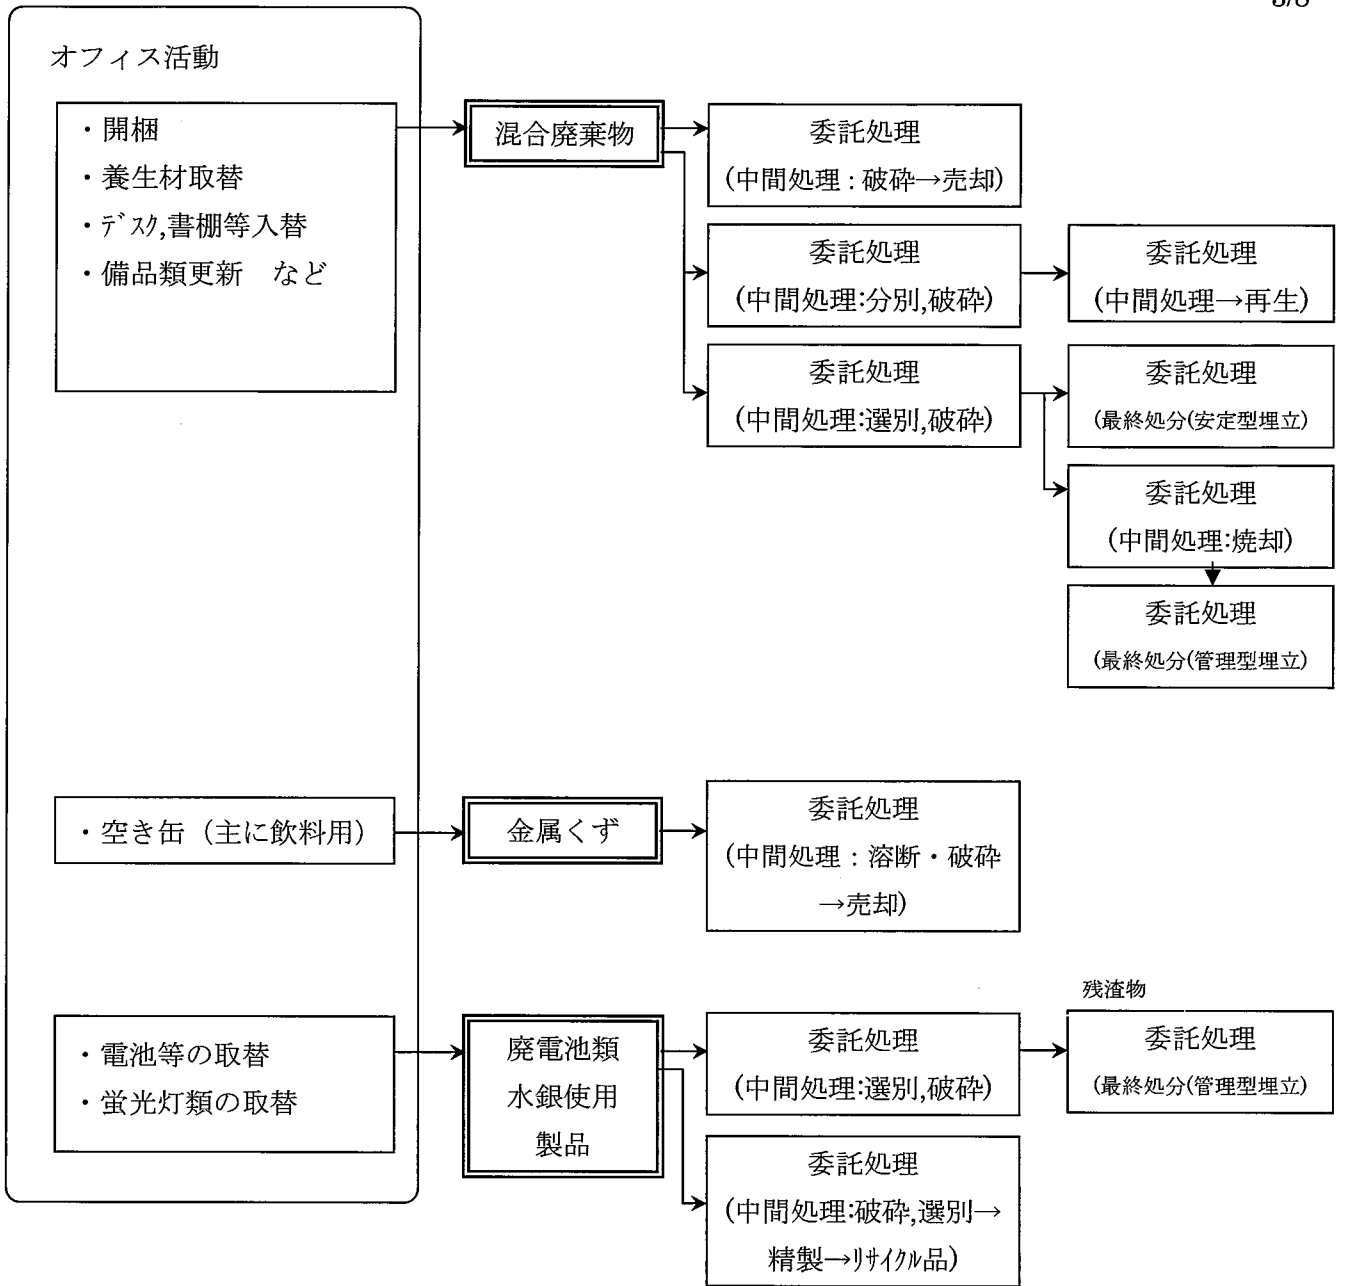 オフィス活動
・開梱
・養生材取替
・ﾃﾞｽｸ,書棚等入替
・備品類更新　など
混合廃棄物
委託処理
(中間処理：破砕→売却)
委託処理
(中間処理:分別,破砕)
委託処理
(中間処理→再生)
委託処理
(中間処理:選別,破砕)
委託処理
(最終処分(安定型埋立)
委託処理
(中間処理:焼却)
委託処理
(最終処分(管理型埋立)
・空き缶（主に飲料用）
金属くず
委託処理
(中間処理：溶断・破砕
→売却)
・電池等の取替
・蛍光灯類の取替
廃電池類
水銀使用
製品
委託処理
(中間処理:選別,破砕)
残渣物
委託処理
(最終処分(管理型埋立)
委託処理
(中間処理:破砕,選別→
精製→ﾘｻｲｸﾙ品)